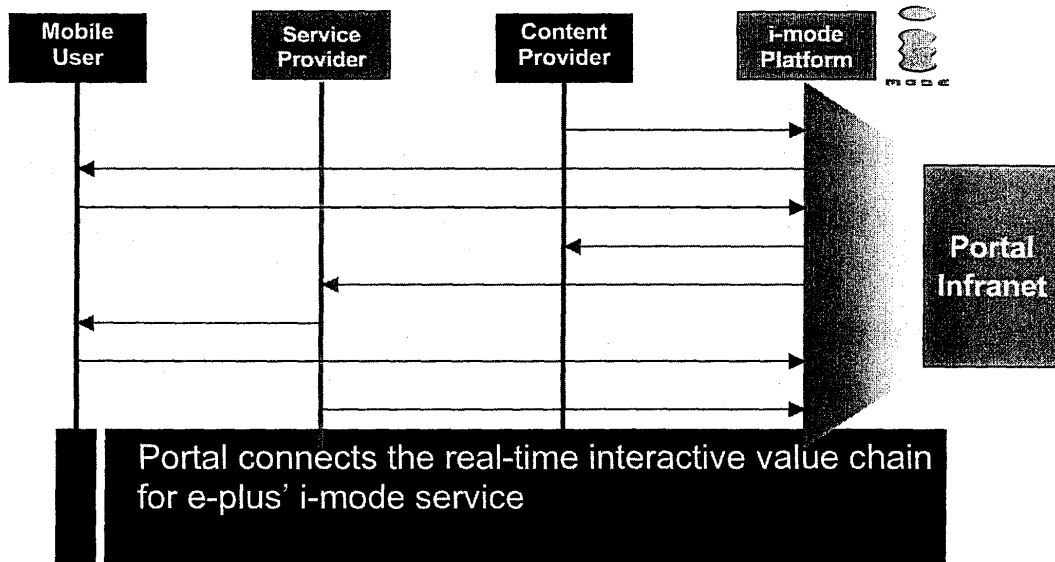 Mobile
User
Service
Provider
Content
Provider
i-mode
Platform
mode
Portal
Infranet
Portal connects the real-time interactive value chain
for e-plus' i-mode service